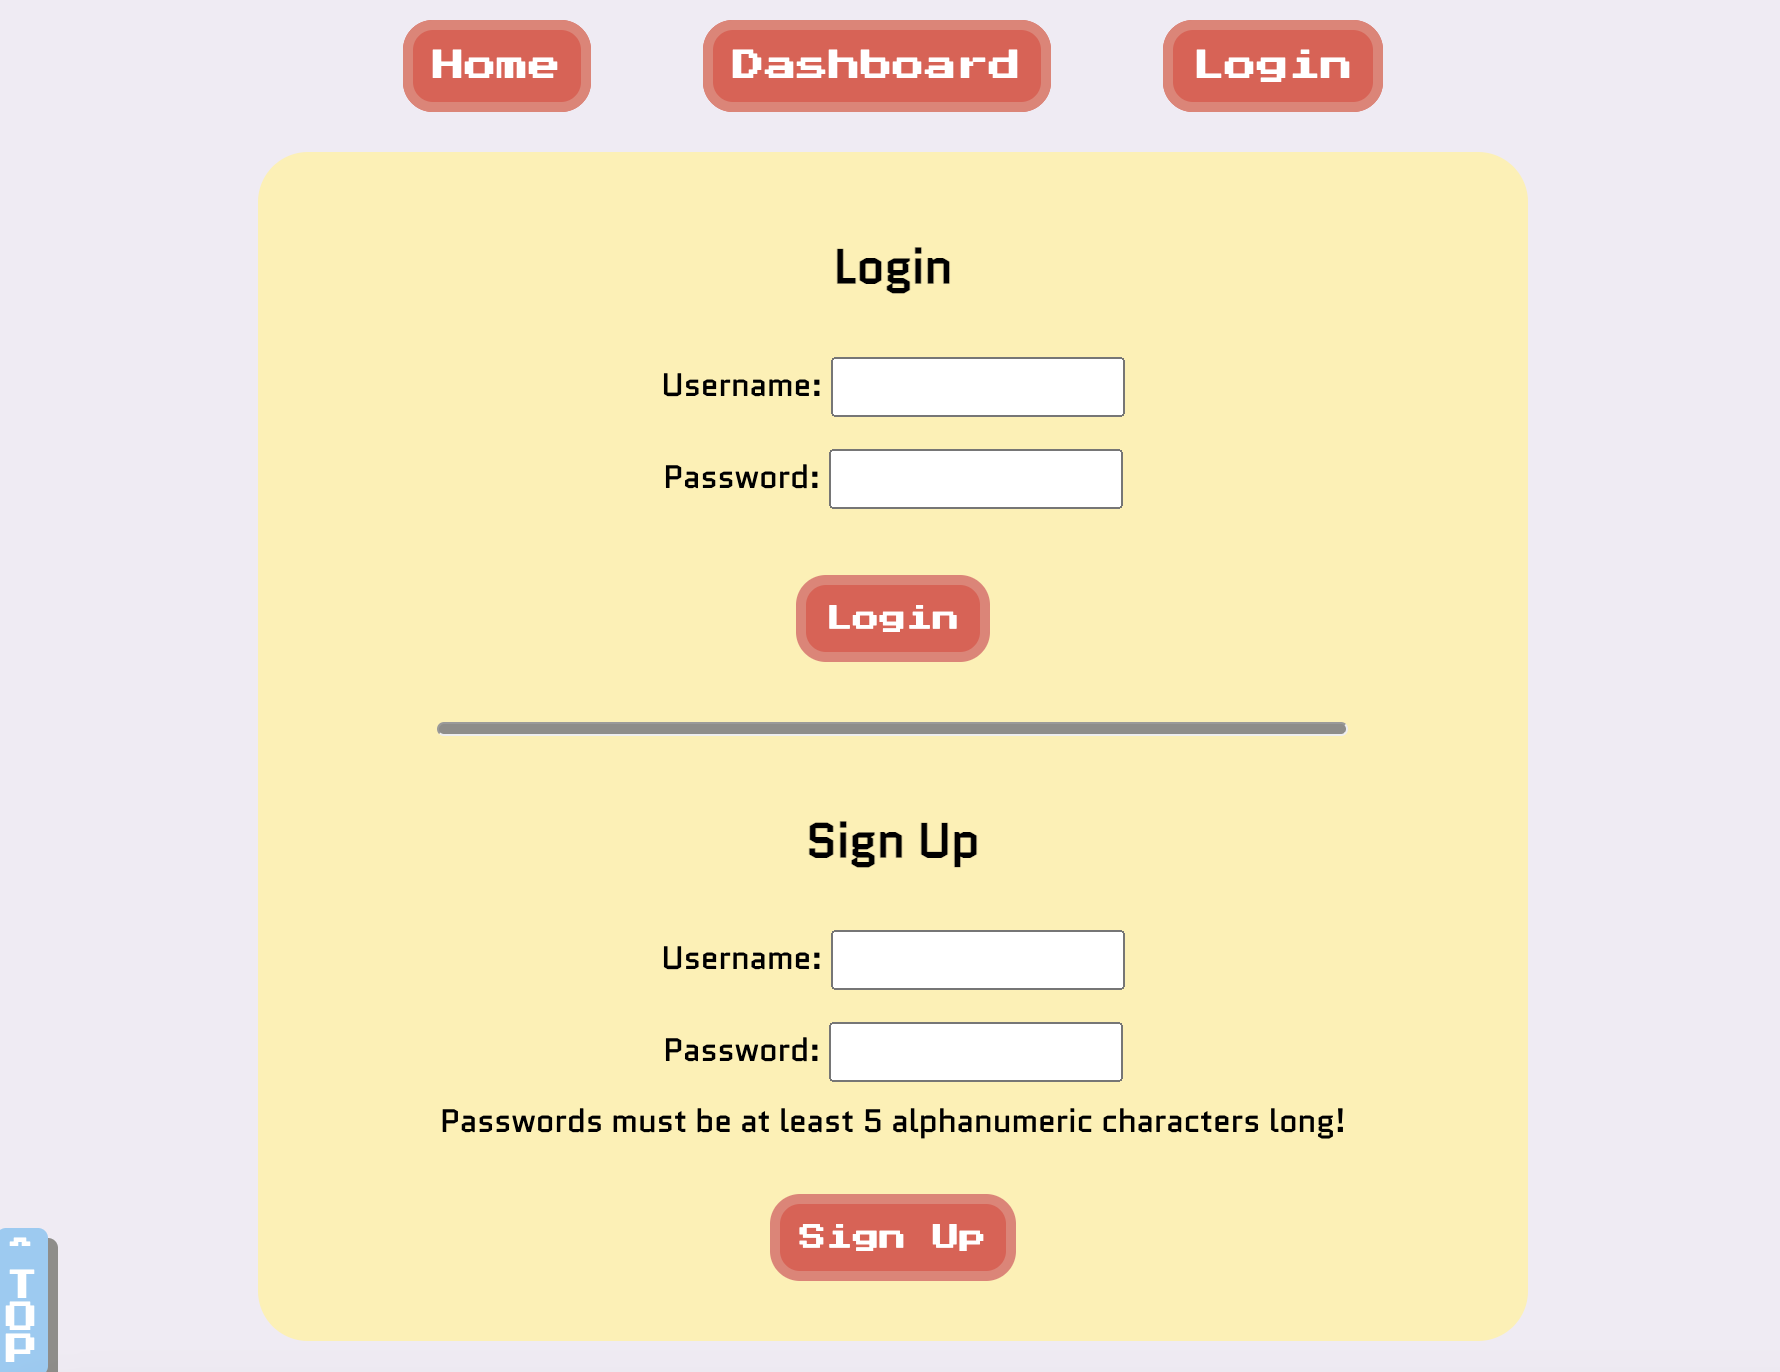 Home Dashboard Login
Login
Username:
Password:
Login
Sign Up
Username:
Password:
Passwords must be at least 5 alphanumeric characters long!
Sign Up
^ TOP